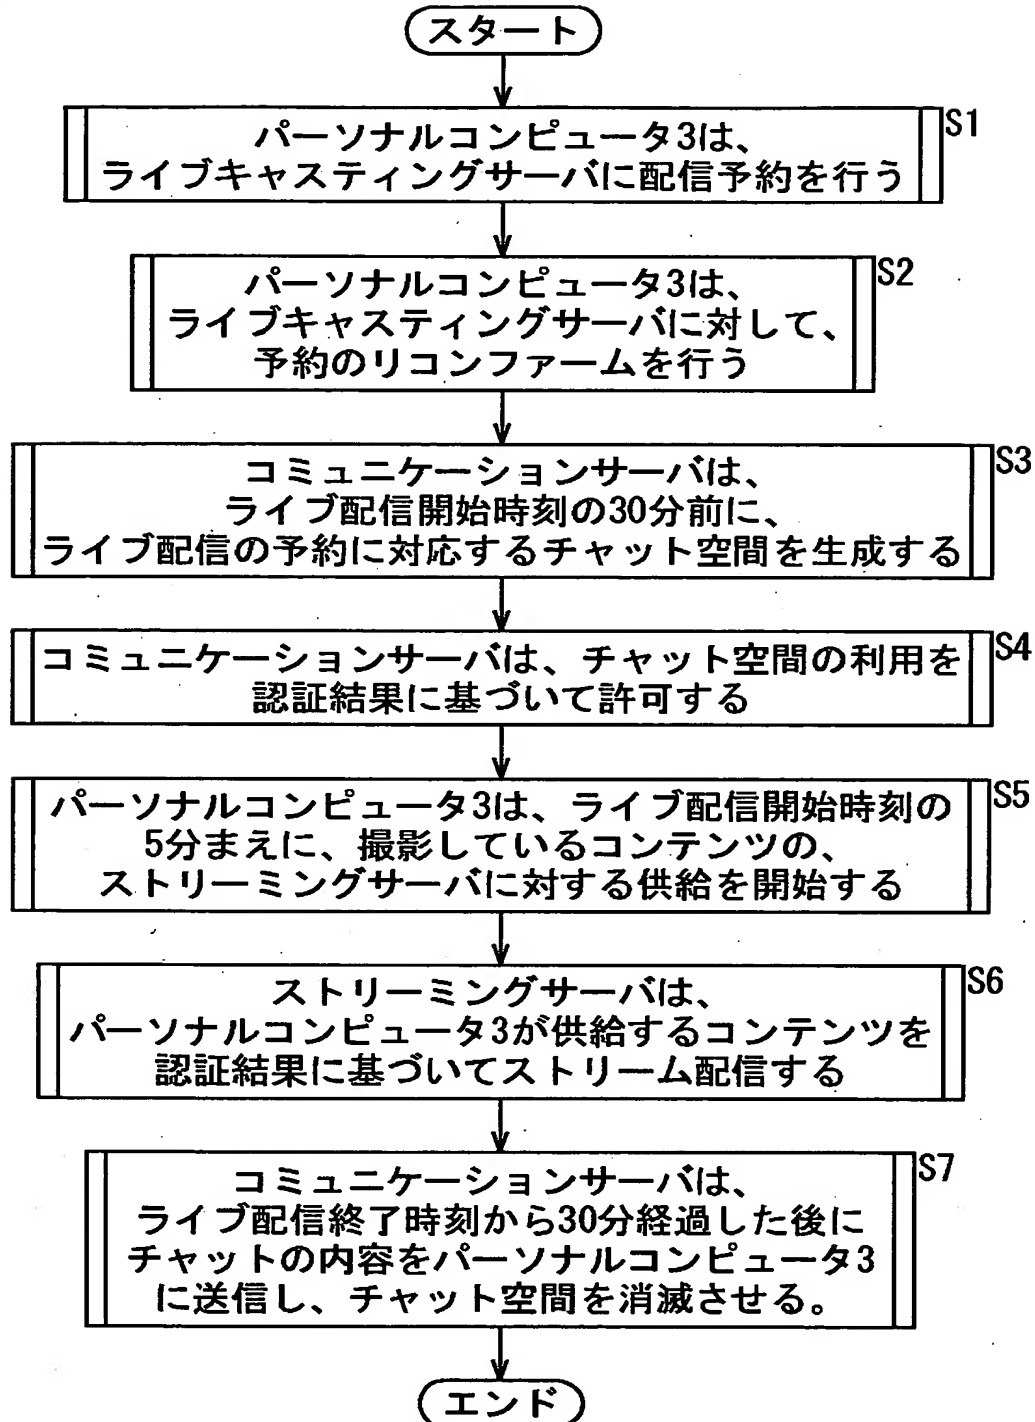 スタート
S1
パーソナルコンピュータ3は、
ライブキャスティングサーバに配信予約を行う
S2
パーソナルコンピュータ3は、
ライブキャスティングサーバに対して、
予約のリコンファームを行う
S3
コミュニケーションサーバは、
ライブ配信開始時刻の30分前に、
ライブ配信の予約に対応するチャット空間を生成する
S4
コミュニケーションサーバは、チャット空間の利用を
認証結果に基づいて許可する
S5
パーソナルコンピュータ3は、ライブ配信開始時刻の
5分まえに、撮影しているコンテンツの、
ストリーミングサーバに対する供給を開始する
S6
ストリーミングサーバは、
パーソナルコンピュータ3が供給するコンテンツを
認証結果に基づいてストリーム配信する
S7
コミュニケーションサーバは、
ライブ配信終了時刻から30分経過した後に
チャットの内容をパーソナルコンピュータ3
に送信し、チャット空間を消滅させる。
エンド